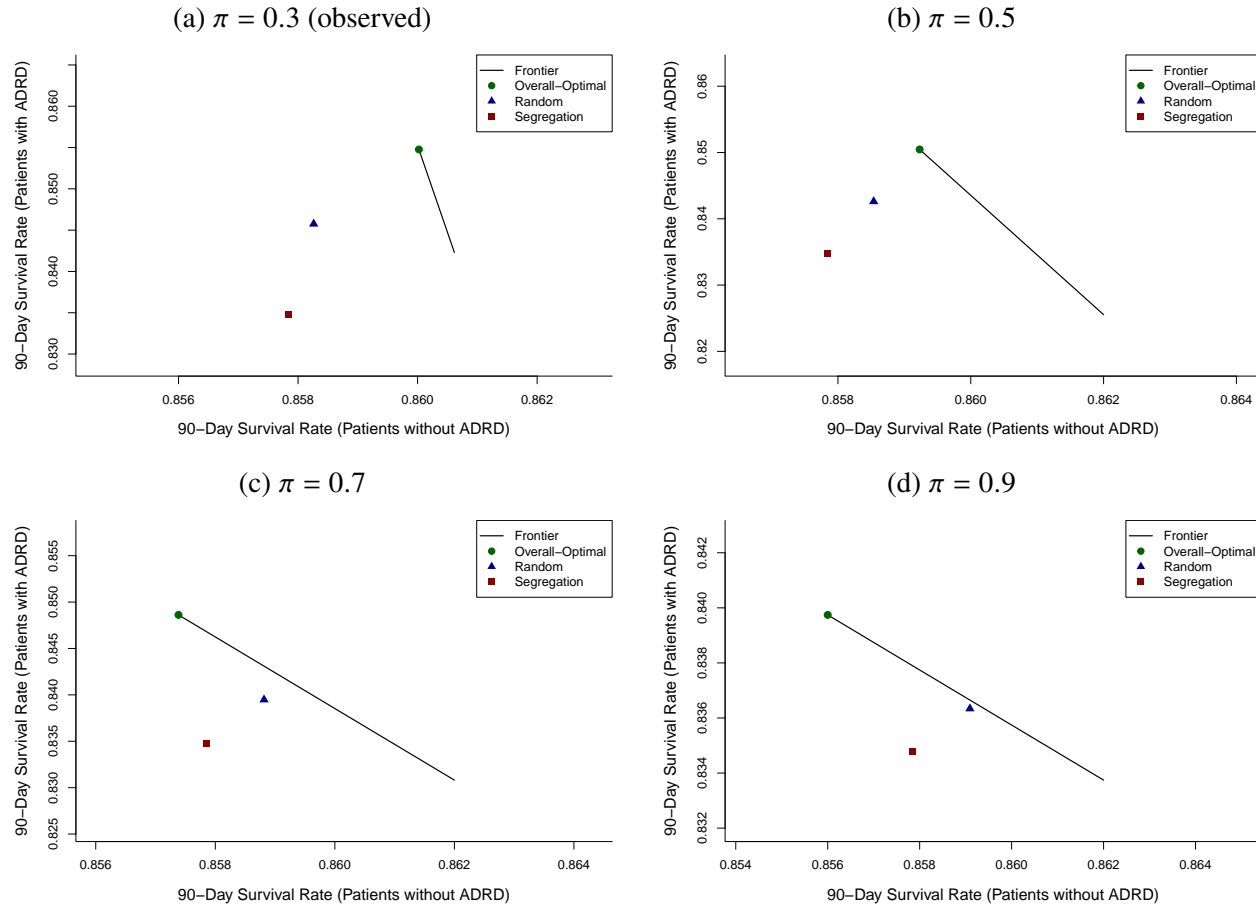 (a) π = 0.3 (observed)
Frontier
Overall−Optimal
Random
Segregation
90−Day Survival Rate (Patients with ADRD)
0.860
0.850
0.840
0.830
0.856
0.858
0.860
0.862
90−Day Survival Rate (Patients without ADRD)
(b) π = 0.5
Frontier
Overall−Optimal
Random
Segregation
90−Day Survival Rate (Patients with ADRD)
0.86
0.85
0.84
0.83
0.82
0.858
0.860
0.862
0.864
90−Day Survival Rate (Patients without ADRD)
(c) π = 0.7
Frontier
Overall−Optimal
Random
Segregation
90−Day Survival Rate (Patients with ADRD)
0.855
0.850
0.845
0.840
0.835
0.830
0.825
0.856
0.858
0.860
0.862
0.864
90−Day Survival Rate (Patients without ADRD)
(d) π = 0.9
Frontier
Overall−Optimal
Random
Segregation
90−Day Survival Rate (Patients with ADRD)
0.842
0.840
0.838
0.836
0.834
0.832
0.854
0.856
0.858
0.860
0.862
0.864
90−Day Survival Rate (Patients without ADRD)